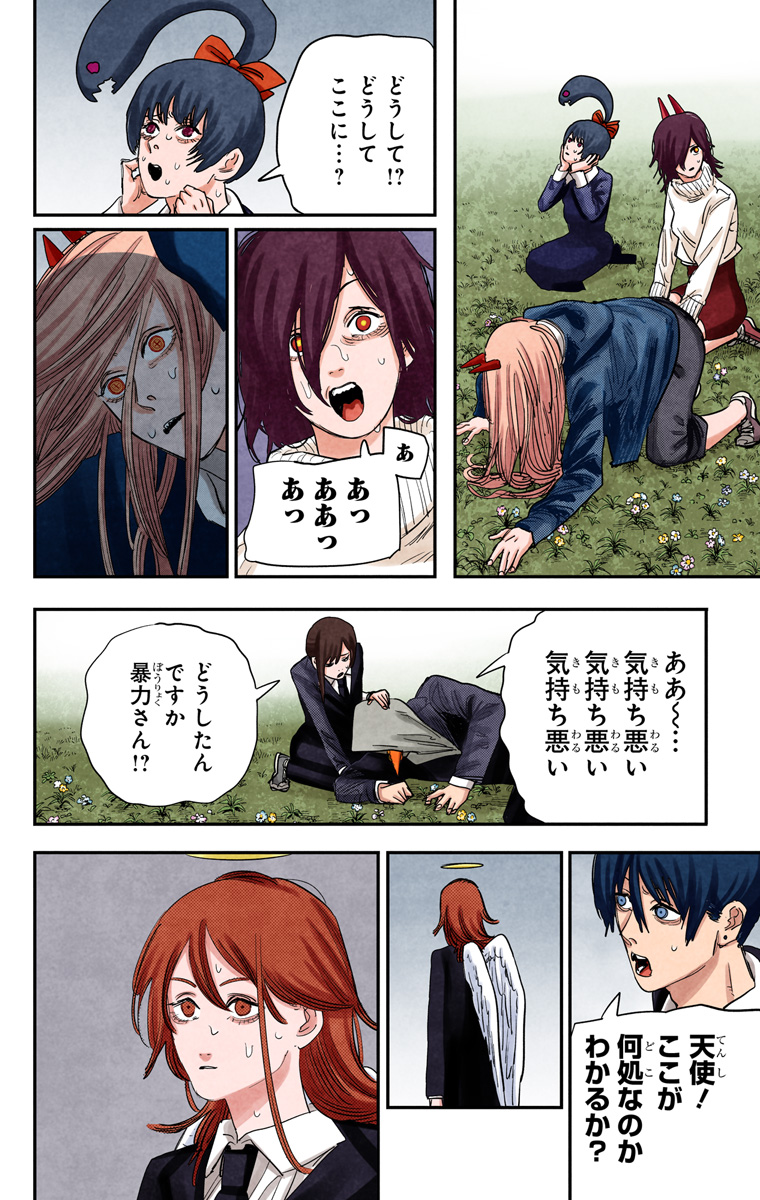 どうして!?
どうして
ここに…?
あ
あっ
ああっ
あっ
ああ〜…
気持ち悪い
気持ち悪い
気持ち悪い
どうしたん
ですか
暴力さん!?
天使!
ここが
何処なのか
わかるか?